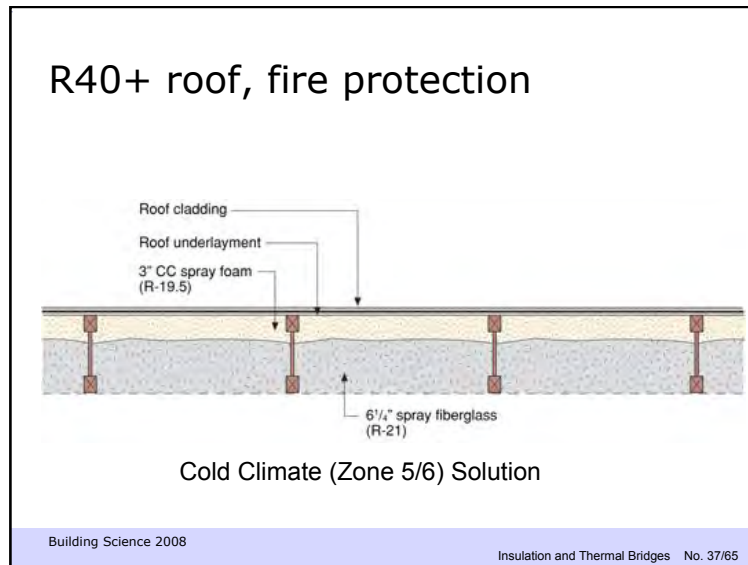 R40+ roof, fire protection
Roof cladding
Roof underlayment
3" CC spray foam
(R-19.5)
6¹/₄" spray fiberglass
(R-21)
Cold Climate (Zone 5/6) Solution
Building Science 2008
Insulation and Thermal Bridges No. 37/65